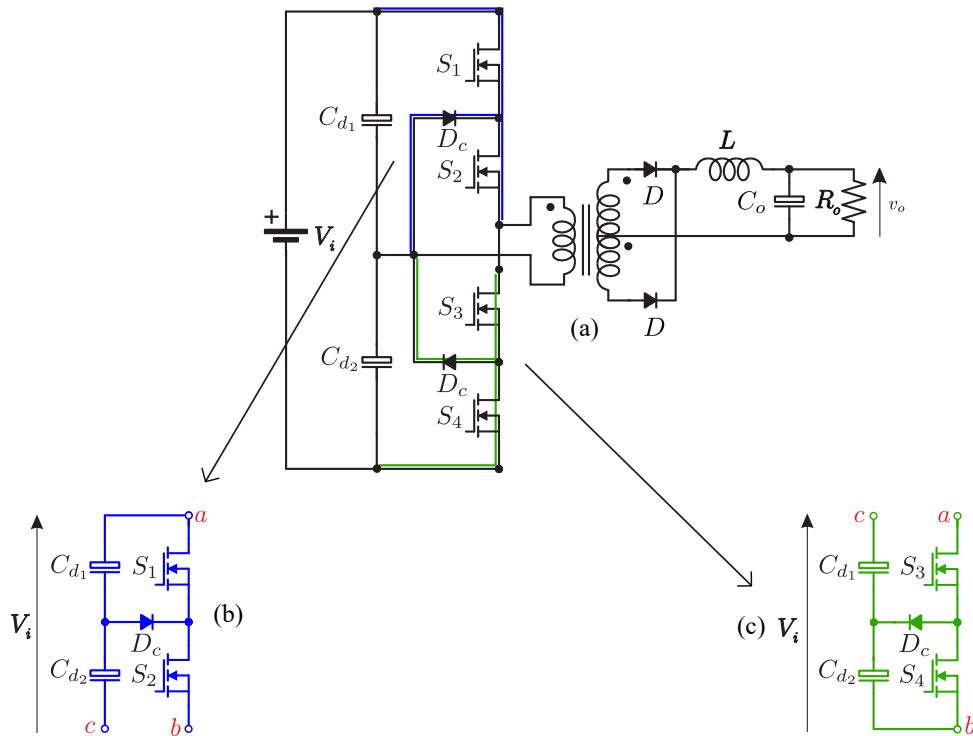 S1
Cd1
Dc
S2
L
D
Co
Ro
vo
+
Vi
S3
(a)
D
Cd2
Dc
S4
a
Cd1
S1
(b)
Vi
Dc
Cd2
S2
c
b
c
a
Cd1
S3
(c)
Vi
Dc
Cd2
S4
b